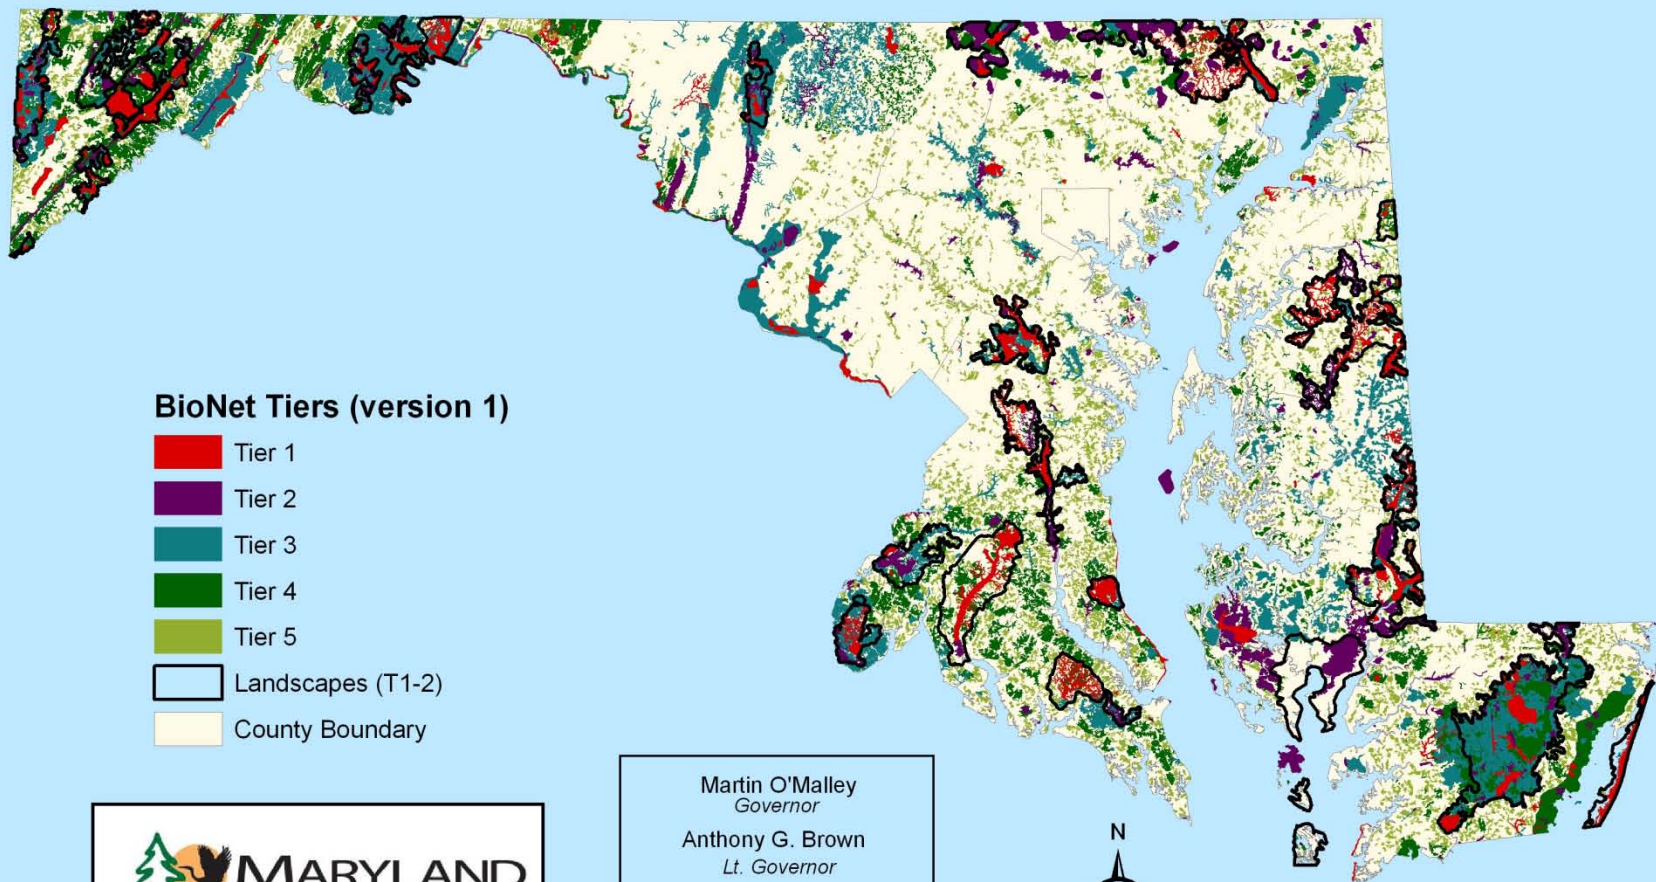 BioNet Tiers (version 1)
Tier 1
Tier 2
Tier 3
Tier 4
Tier 5
Landscapes (T1-2)
County Boundary
MARYLAND
Martin O'Malley
Governor
Anthony G. Brown
Lt. Governor
N